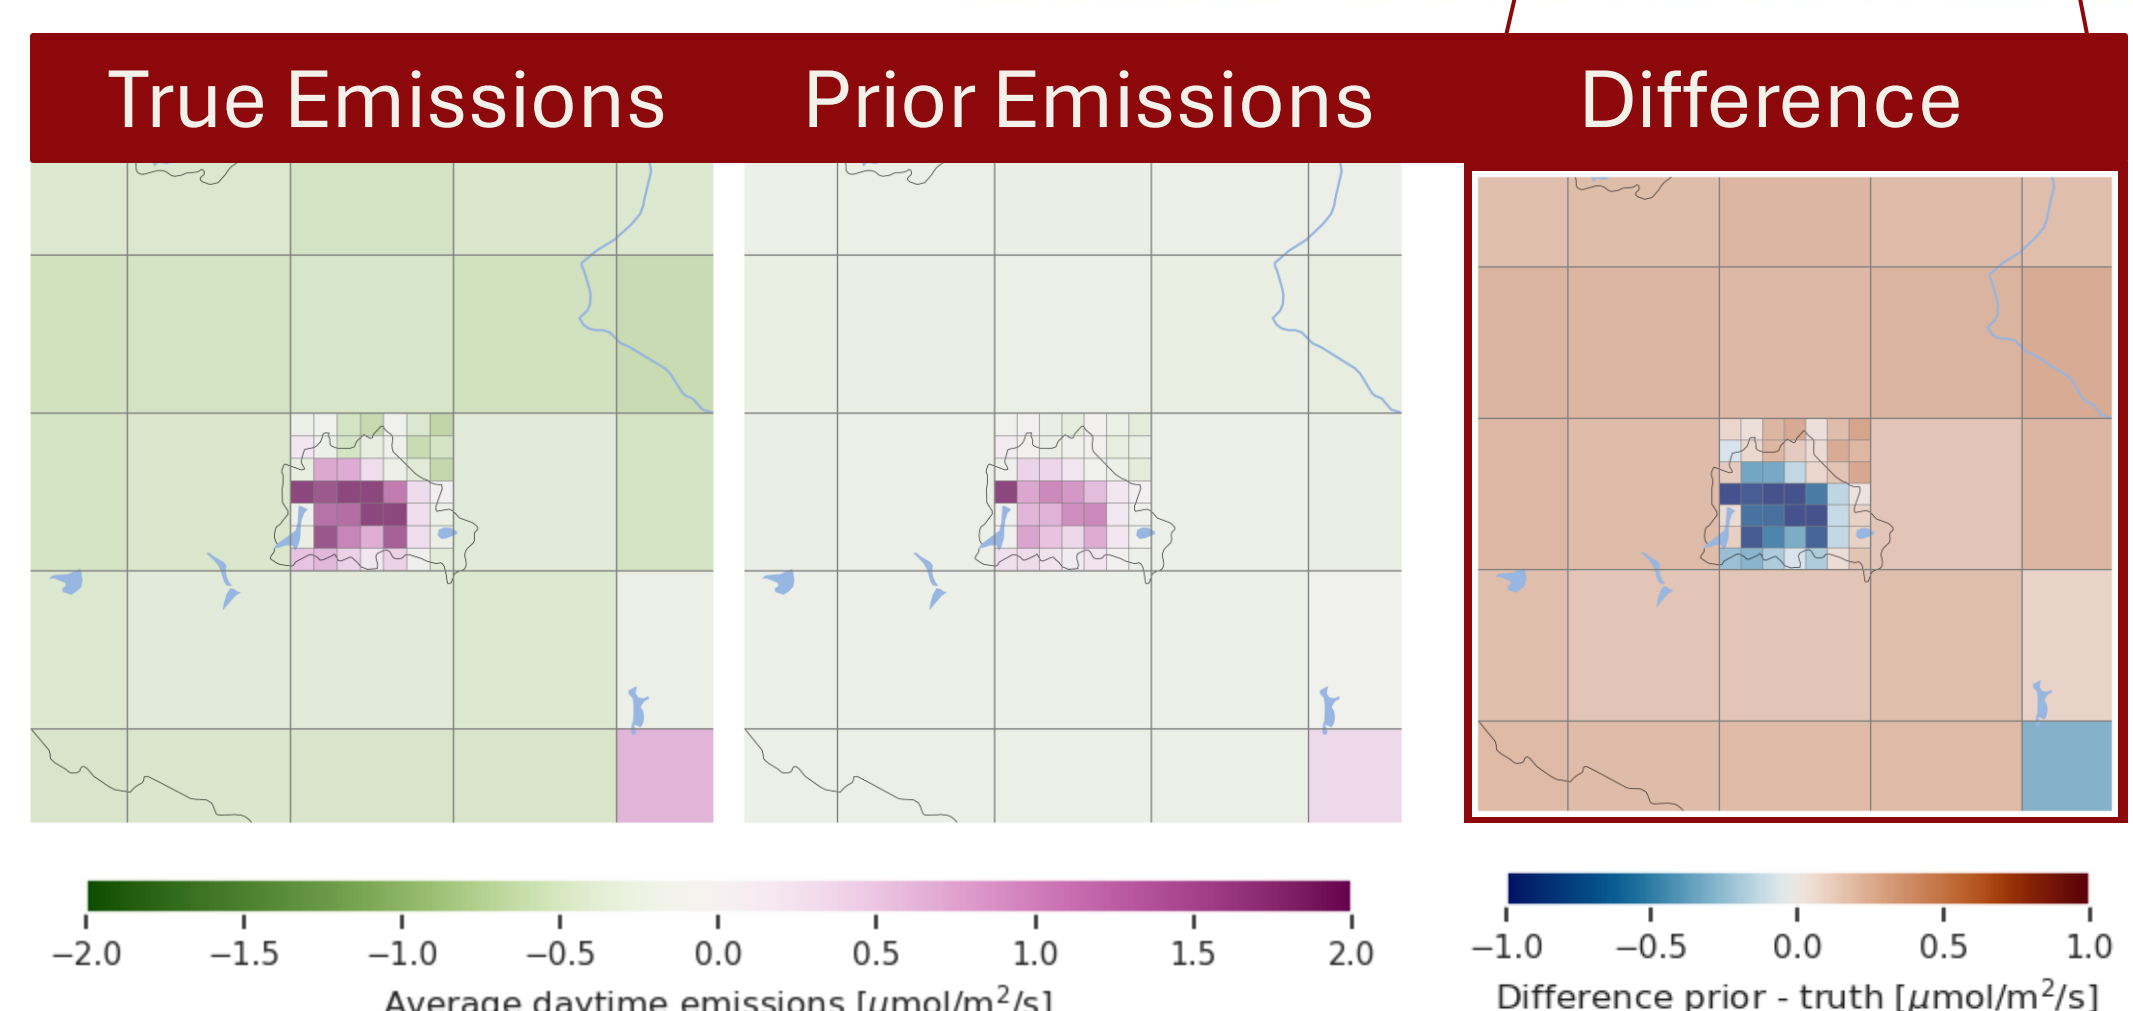 True Emissions Prior Emissions Difference
−2.0 −1.5 −1.0 −0.5 0.0 0.5 1.0 1.5 2.0
Average daytime emissions [μmol/m²/s]
−1.0 −0.5 0.0 0.5 1.0
Difference prior - truth [μmol/m²/s]